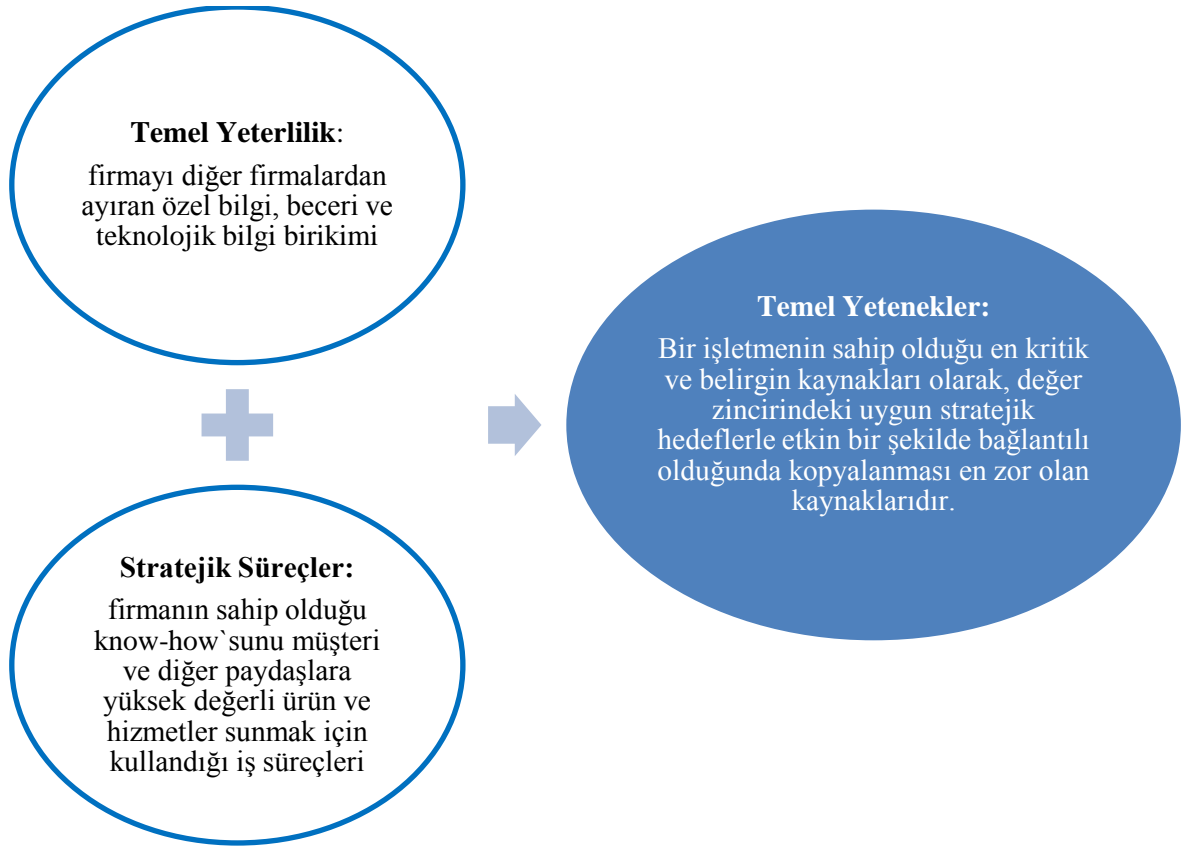 Temel Yeterlilik:
firmayı diğer firmalardan
ayıran özel bilgi, beceri ve
teknolojik bilgi birikimi
Stratejik Süreçler:
firmanın sahip olduğu
know-how`sunu müşteri
ve diğer paydaşlara
yüksek değerli ürün ve
hizmetler sunmak için
kullandığı iş süreçleri
Temel Yetenekler:
Bir işletmenin sahip olduğu en kritik
ve belirgin kaynakları olarak, değer
zincirindeki uygun stratejik
hedeflerle etkin bir şekilde bağlantılı
olduğunda kopyalanması en zor olan
kaynaklarıdır.